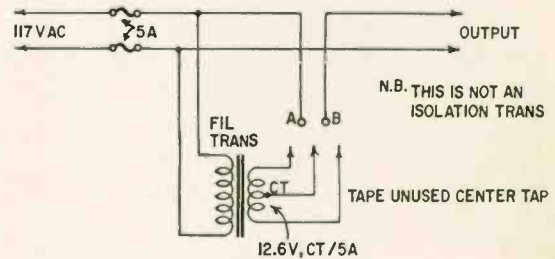 117VAC
5A
OUTPUT
N.B. THIS IS NOT AN
ISOLATION TRANS
A
B
FIL
TRANS
CT
TAPE UNUSED CENTER TAP
12.6V, CT/5A